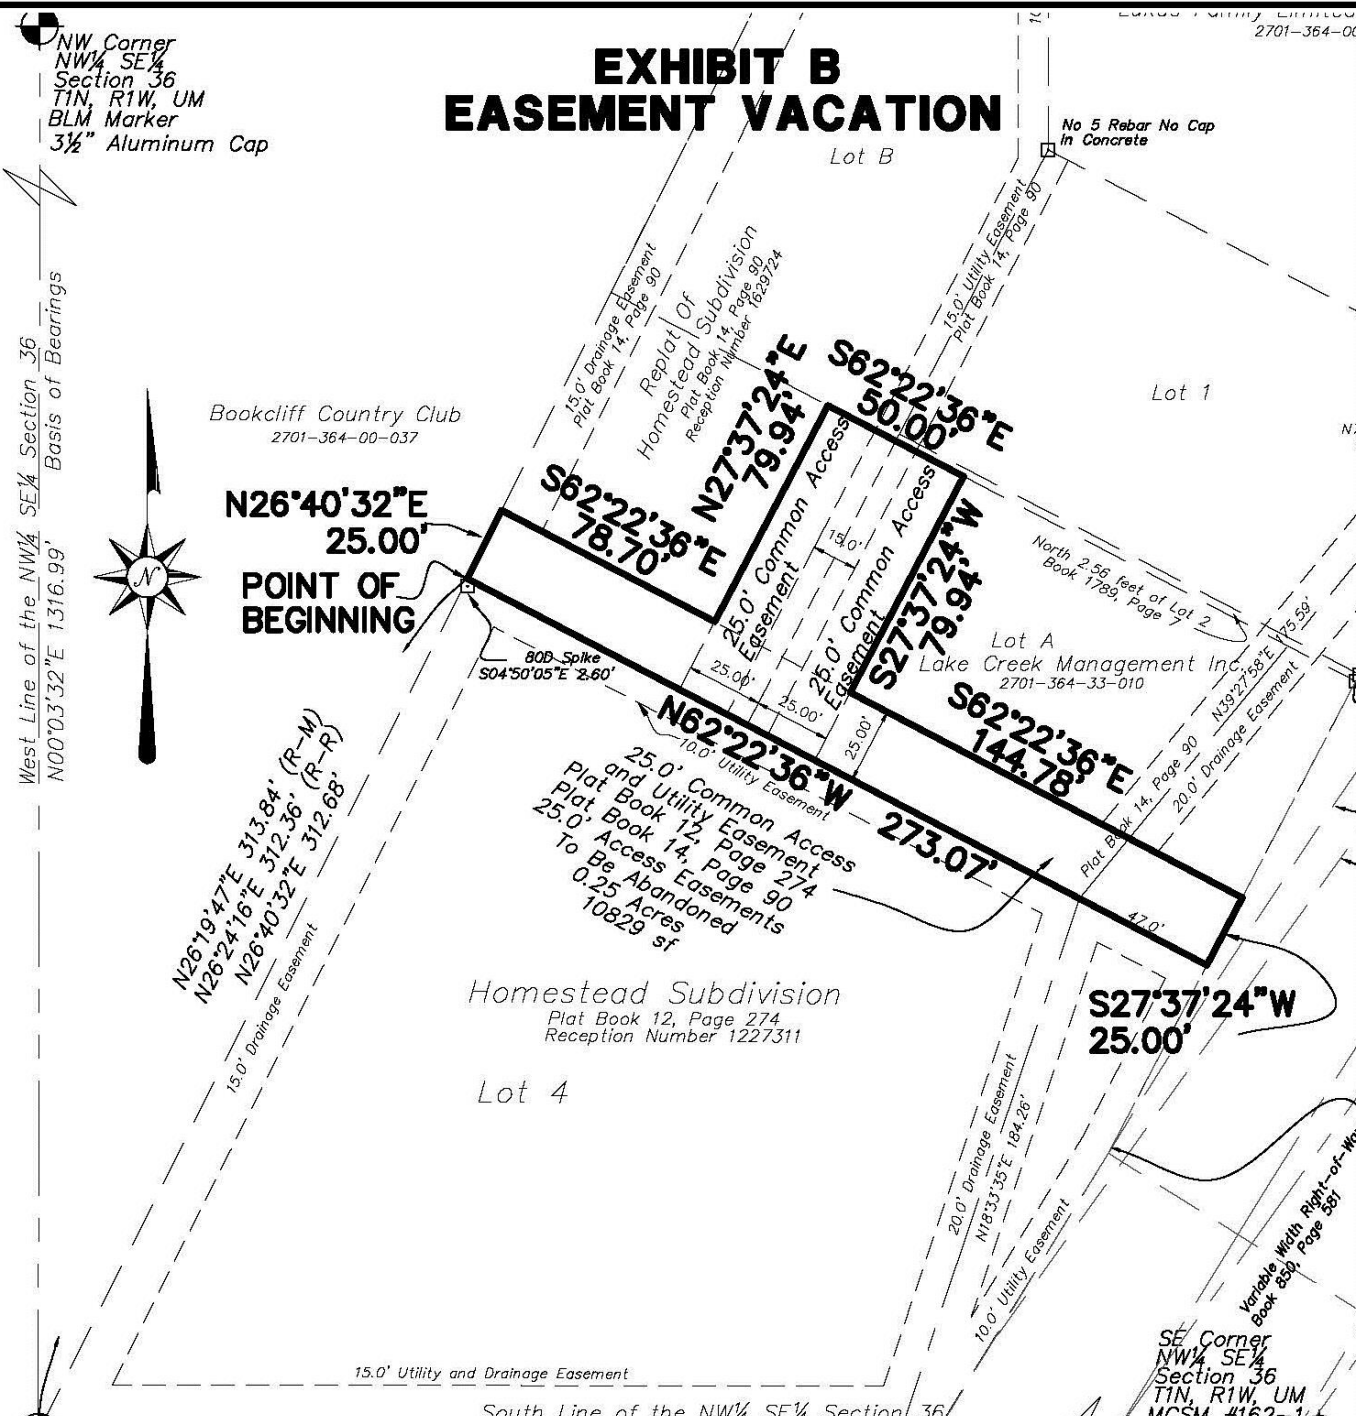 EXHIBIT B
EASEMENT VACATION
NW Corner
NW¼ SE¼
Section 36
T1N, R1W, UM
BLM Marker
3½" Aluminum Cap
2701-364-00
No 5 Rebar No Cap
In Concrete
Lot B
15.0' Utility Easement
Plat Book 14, Page 90
15.0' Drainage Easement
Plat Book 14, Page 90
Replat Of
Homestead Subdivision
Plat Book 14, Page 90
Reception Number 1629724
West Line of the NW¼ SE¼ Section 36
N00°03'32"E 1316.99'
Basis of Bearings
Bookcliff Country Club
2701-364-00-037
Lot 1
N26°40'32"E
25.00'
POINT OF
BEGINNING
S62°22'36"E
78.70'
N27°37'24"E
79.94'
S62°22'36"E
50.00'
S27°37'24"W
79.94'
25.0' Common Access
Easement
15.0'
25.0' Common Access
Easement
N
North 2.56 feet of Lot 2
Book 1789, Page 7
Lot A
Lake Creek Management Inc.
2701-364-33-010
N39°27'58"E 175.59'
20.0' Drainage Easement
Plat Book 14, Page 90
80D Spike
S04°50'05"E 2.60'
25.00'
25.00'
25.00'
S62°22'36"E
144.78'
N62°22'36"W 273.07'
10.0' Utility Easement
25.0' Common Access
and Utility Easement
Plat Book 12, Page 274
Plat Book 14, Page 90
25.0' Access Easements
To Be Abandoned
0.25 Acres
10829 sf
47.0'
S27°37'24"W
25.00'
N26°19'47"E 313.84' (R-M)
N26°24'16"E 312.36' (R-R)
N26°40'32"E 312.68'
15.0' Drainage Easement
Homestead Subdivision
Plat Book 12, Page 274
Reception Number 1227311
Lot 4
20.0' Drainage Easement
N18°33'35"E 184.26'
10.0' Utility Easement
Variable Width Right-of-Way
Book 850, Page 581
15.0' Utility and Drainage Easement
South Line of the NW¼ SE¼ Section 36
SE Corner
NW¼ SE¼
Section 36
T1N, R1W, UM